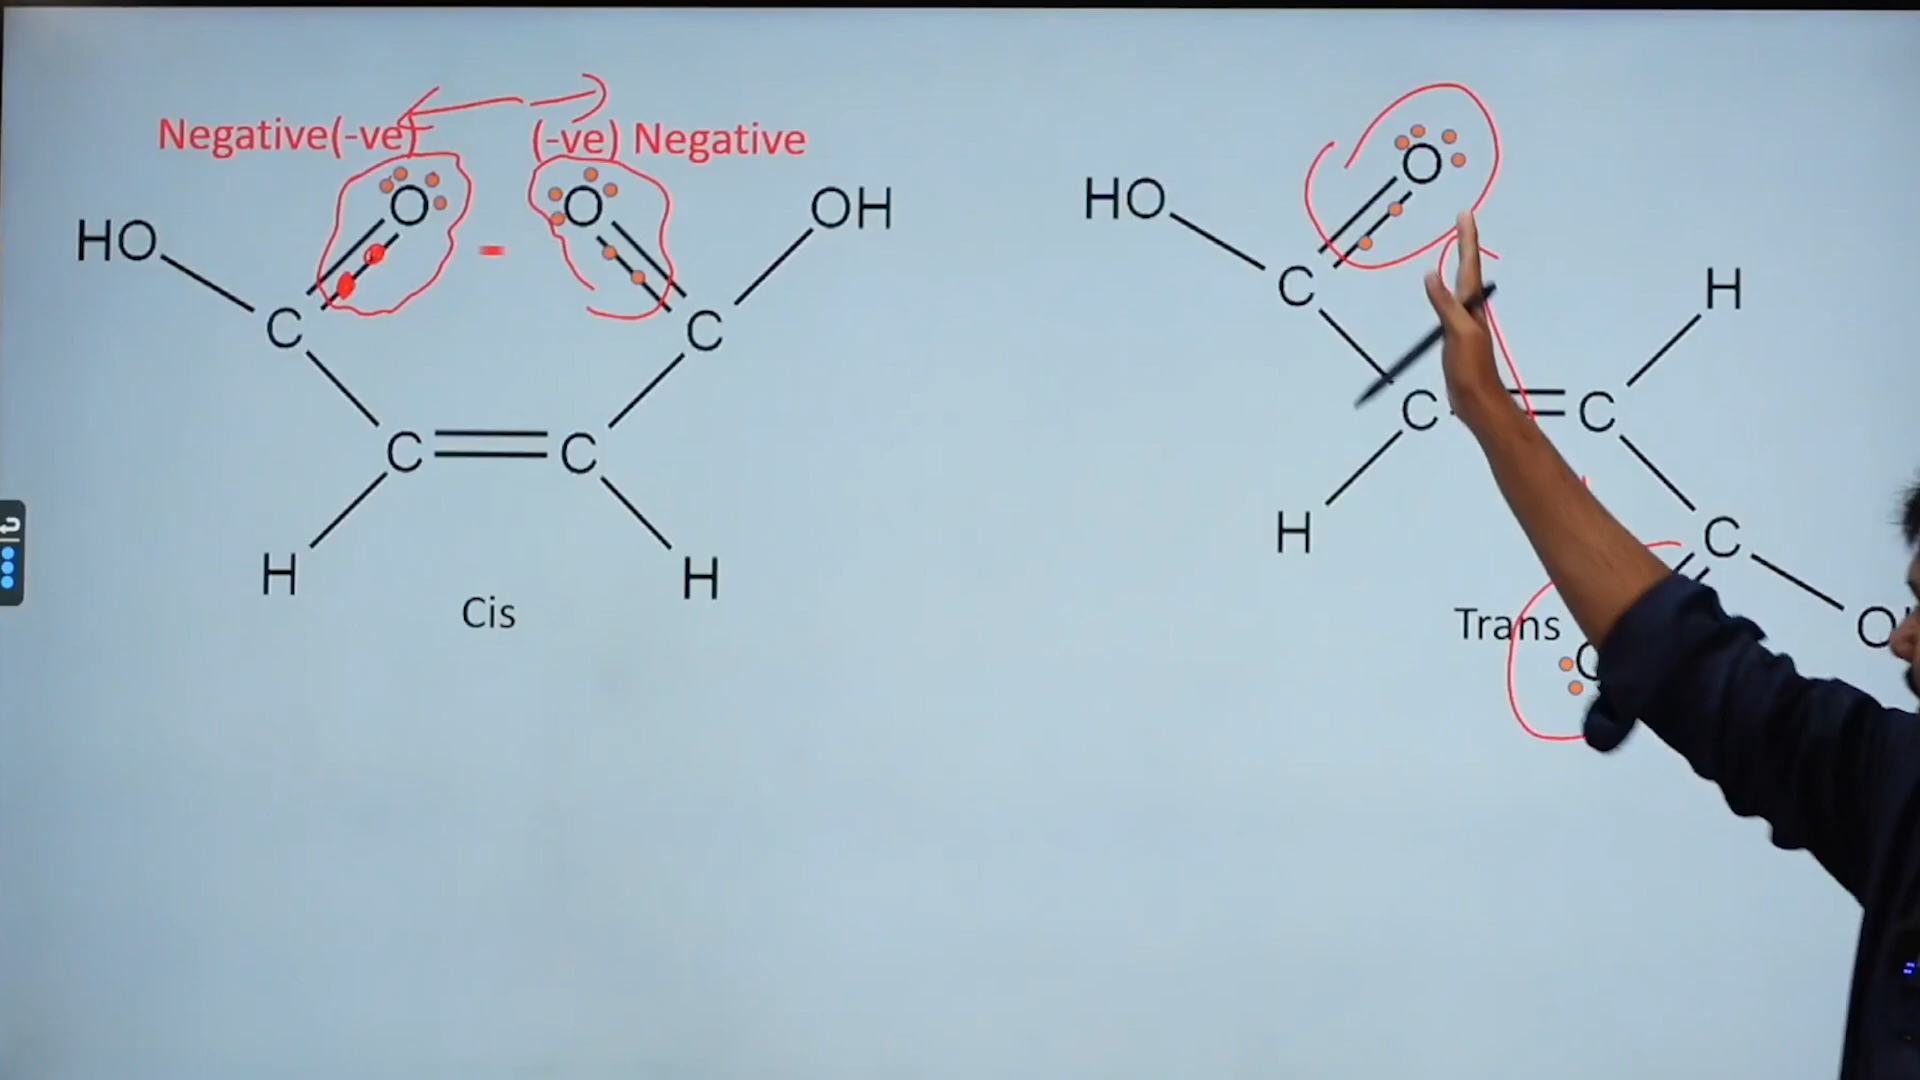 Negative(-ve) (-ve) Negative
HO O O OH
C C
C C
H H
Cis
HO O
C H
C C
H C
Trans